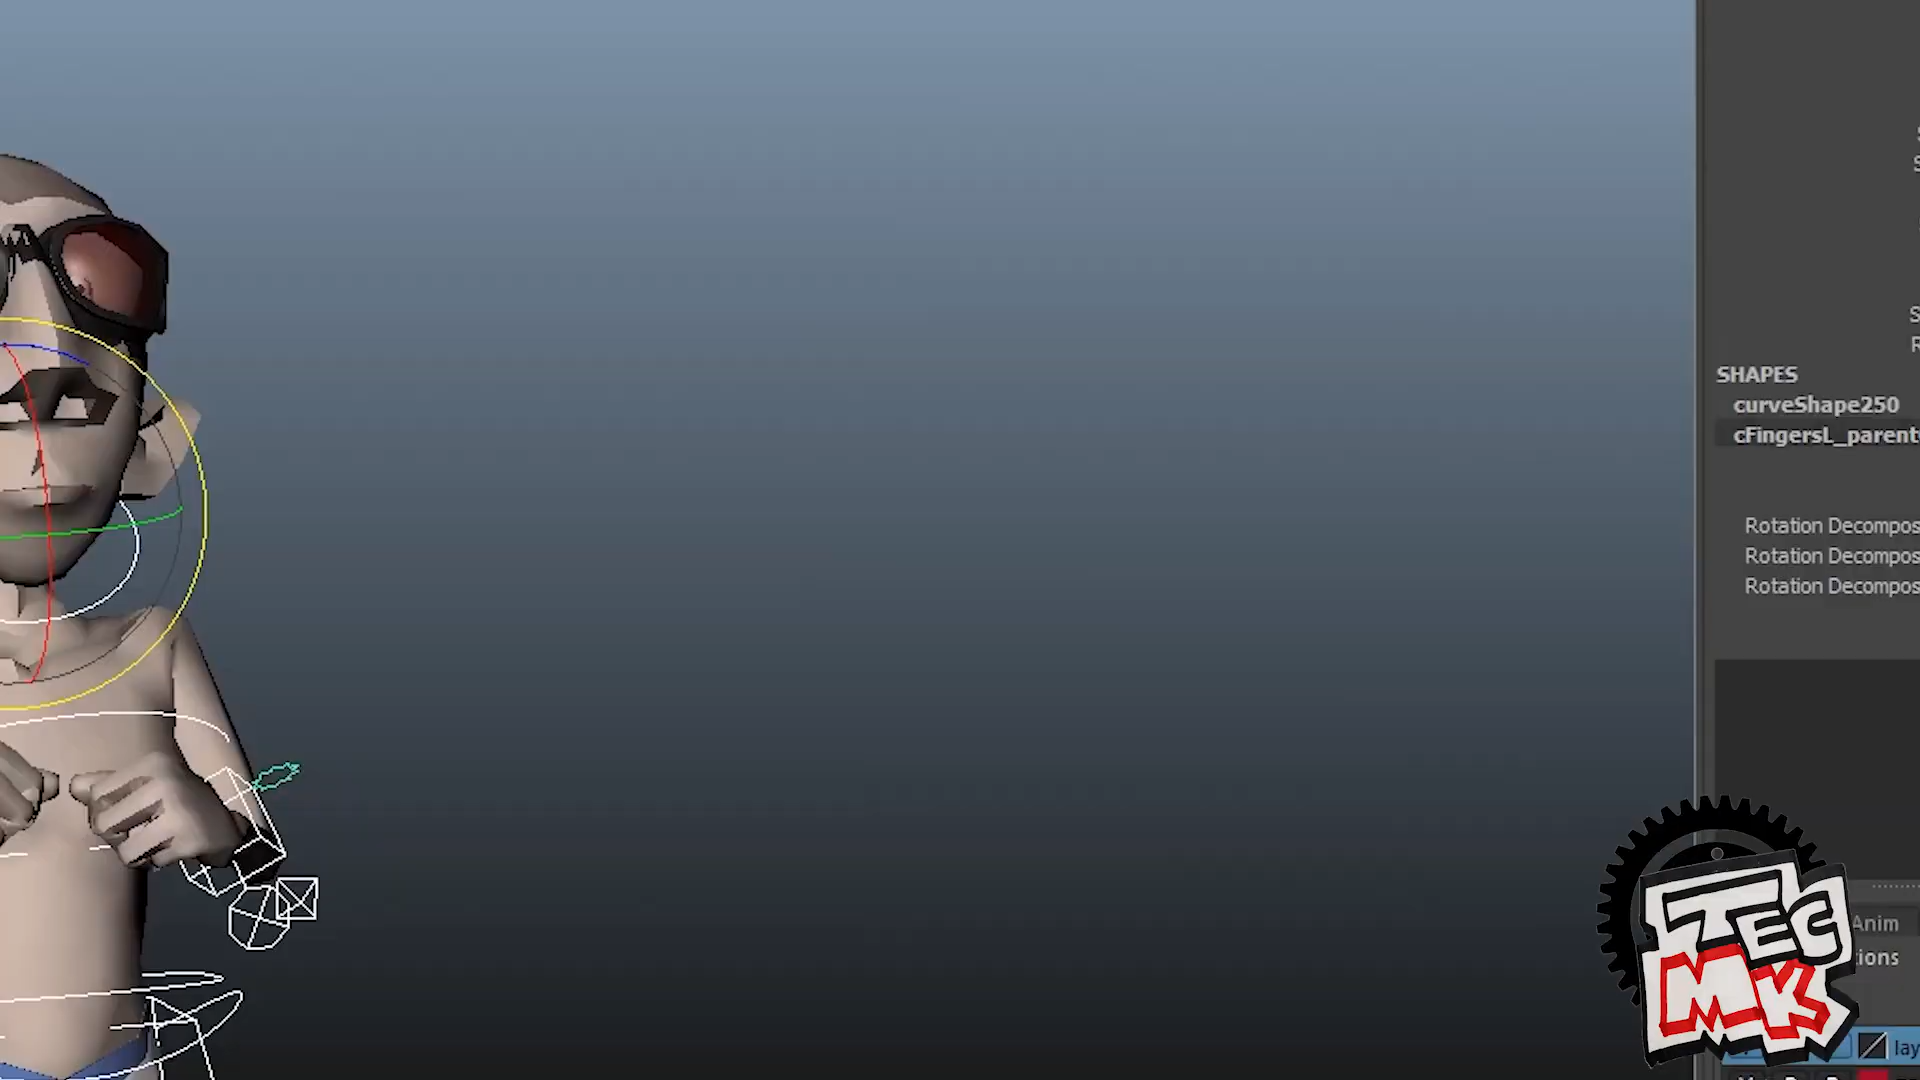 SHAPES
curveShape250
cFingersL_parent
Rotation Decompos
Rotation Decompos
Rotation Decompos
TEC
MK
Anim
ions
lay